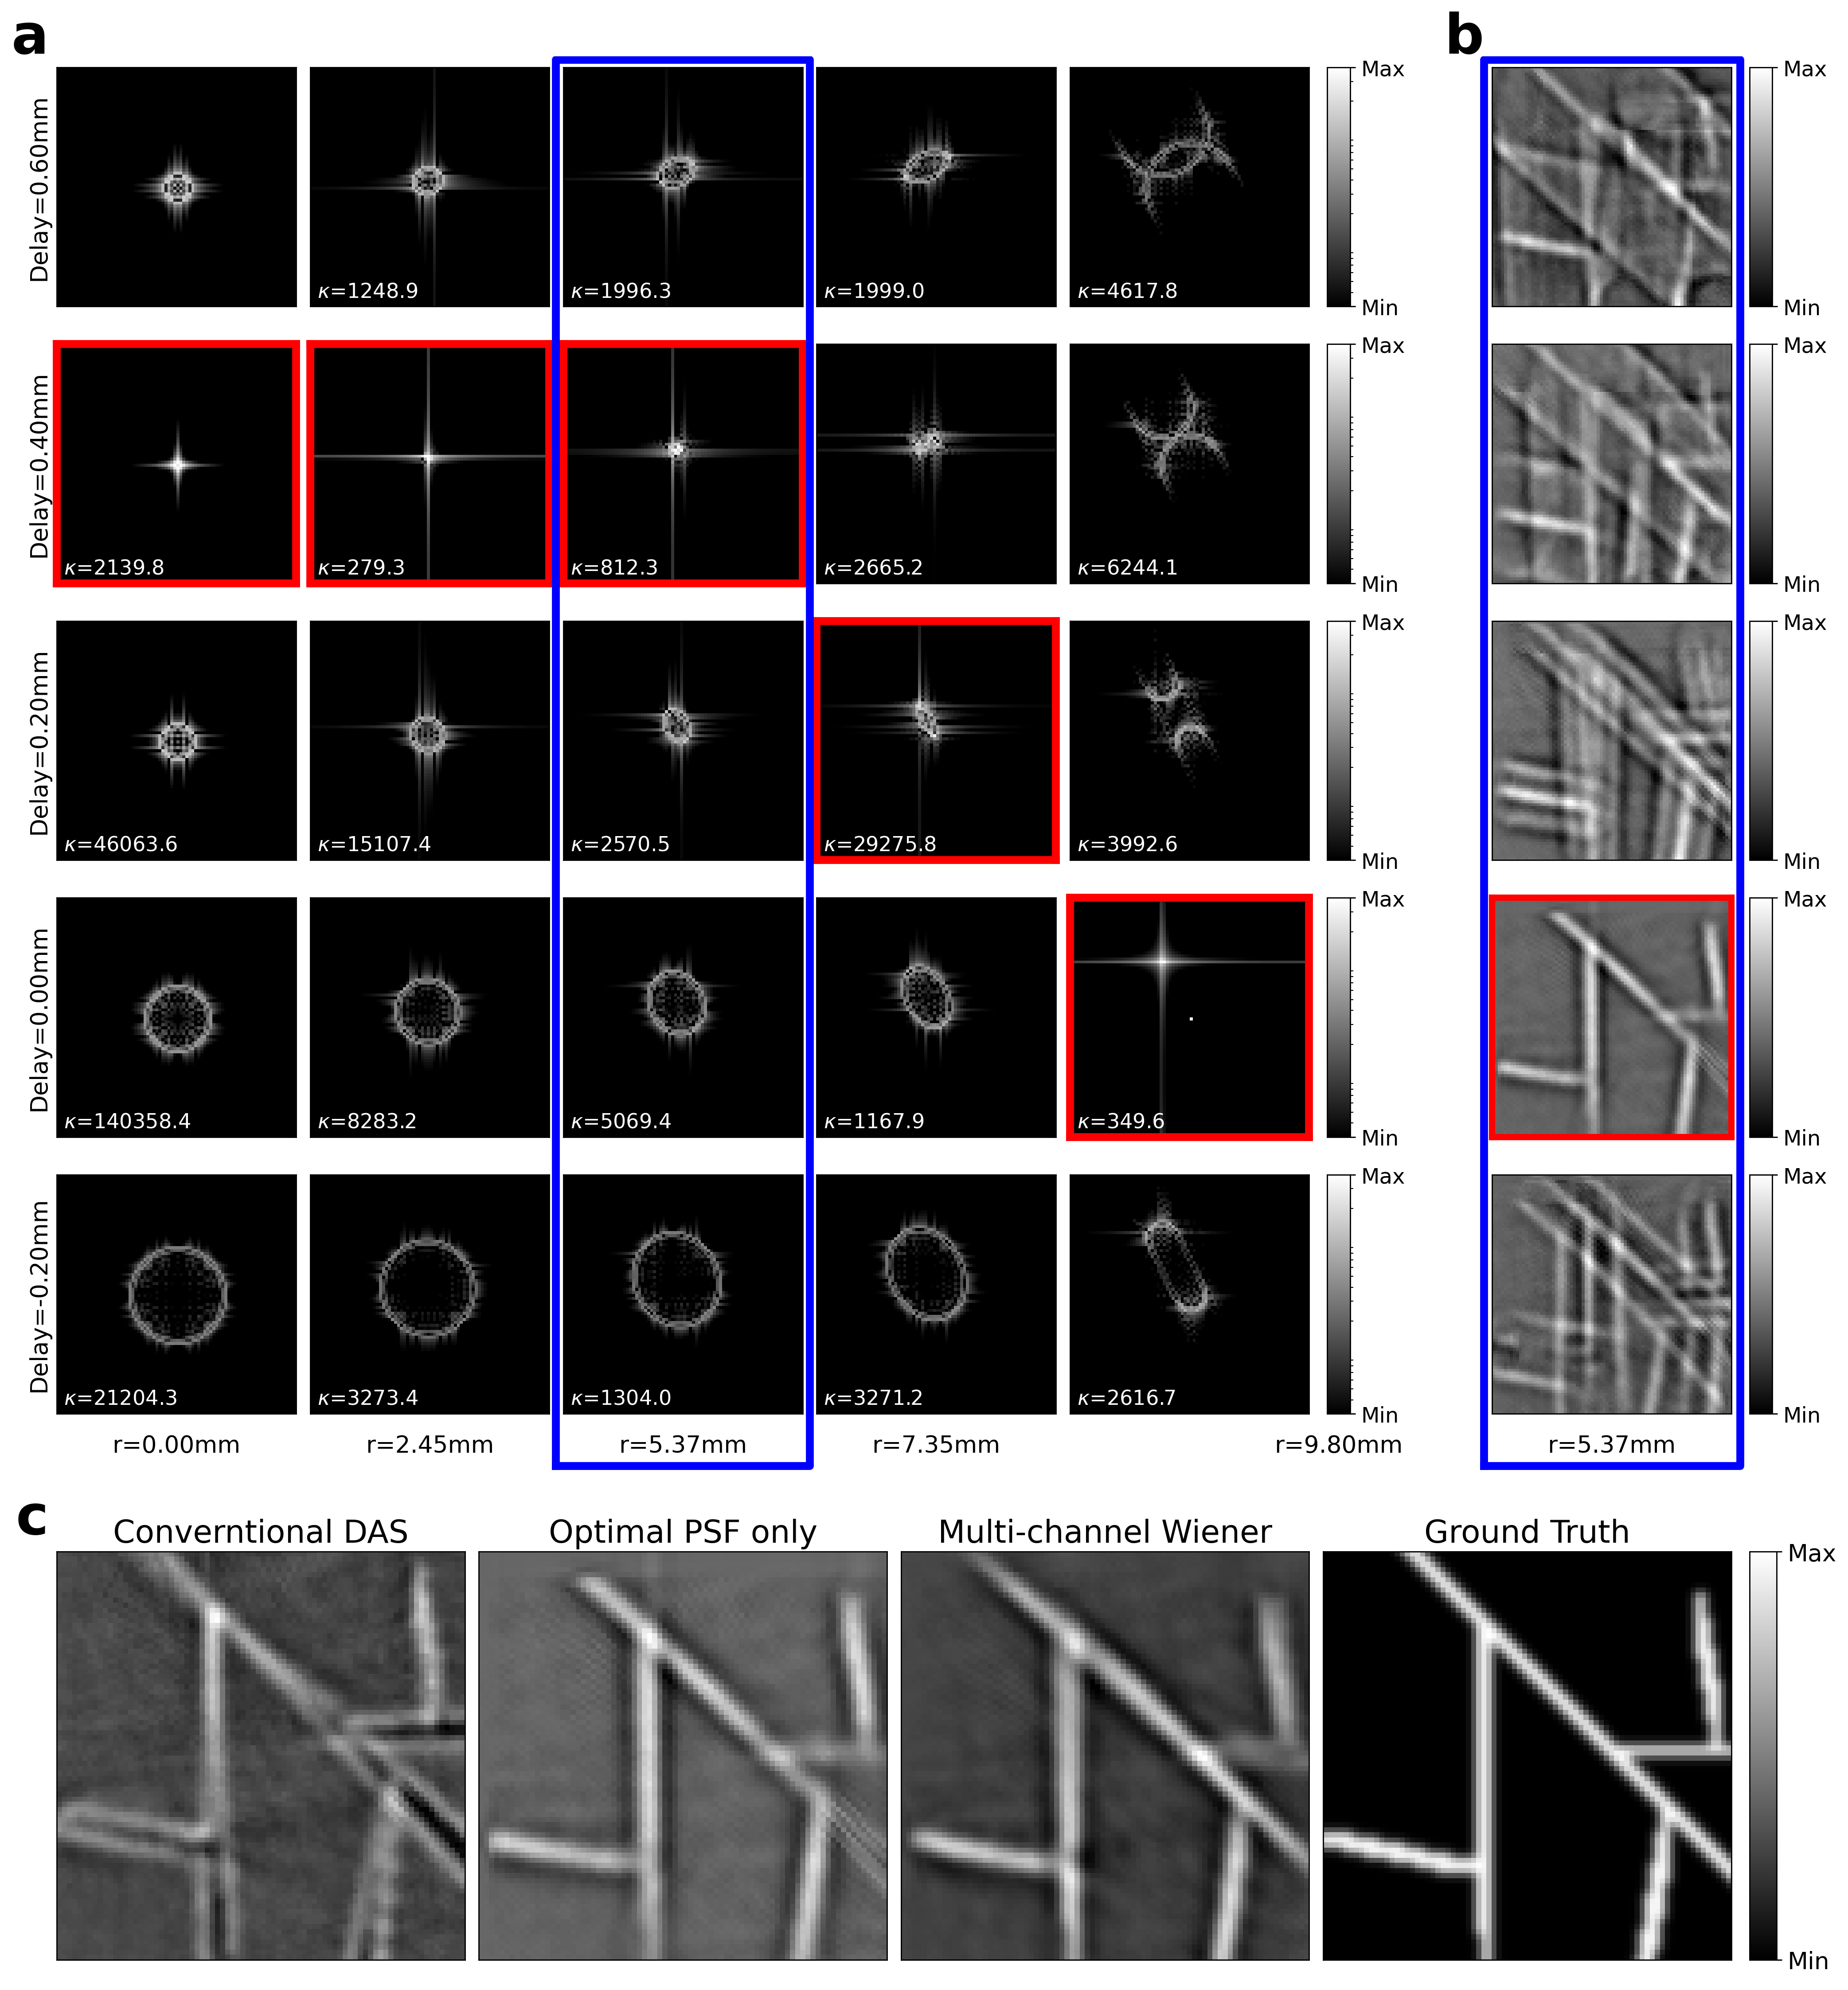 a
b
Delay=0.60mm
κ=1248.9
κ=1996.3
κ=1999.0
κ=4617.8
Max
Min
Max
Min
Delay=0.40mm
κ=2139.8
κ=279.3
κ=812.3
κ=2665.2
κ=6244.1
Max
Min
Max
Min
Delay=0.20mm
κ=46063.6
κ=15107.4
κ=2570.5
κ=29275.8
κ=3992.6
Max
Min
Max
Min
Delay=0.00mm
κ=140358.4
κ=8283.2
κ=5069.4
κ=1167.9
κ=349.6
Max
Min
Max
Min
Delay=-0.20mm
κ=21204.3
κ=3273.4
κ=1304.0
κ=3271.2
κ=2616.7
Max
Min
Max
Min
r=0.00mm
r=2.45mm
r=5.37mm
r=7.35mm
r=9.80mm
r=5.37mm
c
Converntional DAS
Optimal PSF only
Multi-channel Wiener
Ground Truth
Max
Min